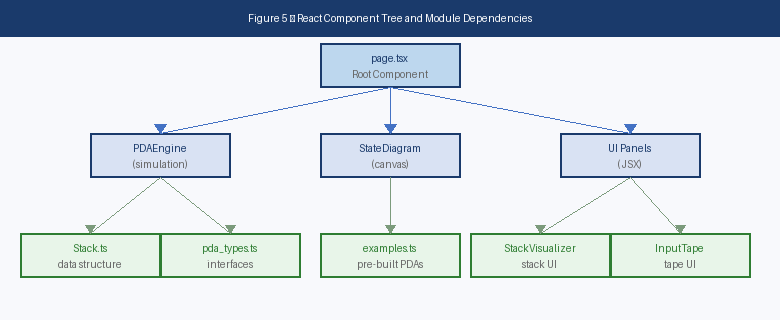 Figure 5 ▯ React Component Tree and Module Dependencies
page.tsx
Root Component
PDAEngine
(simulation)
StateDiagram
(canvas)
UI Panels
(JSX)
Stack.ts
data structure
pda_types.ts
interfaces
examples.ts
pre-built PDAs
StackVisualizer
stack UI
InputTape
tape UI